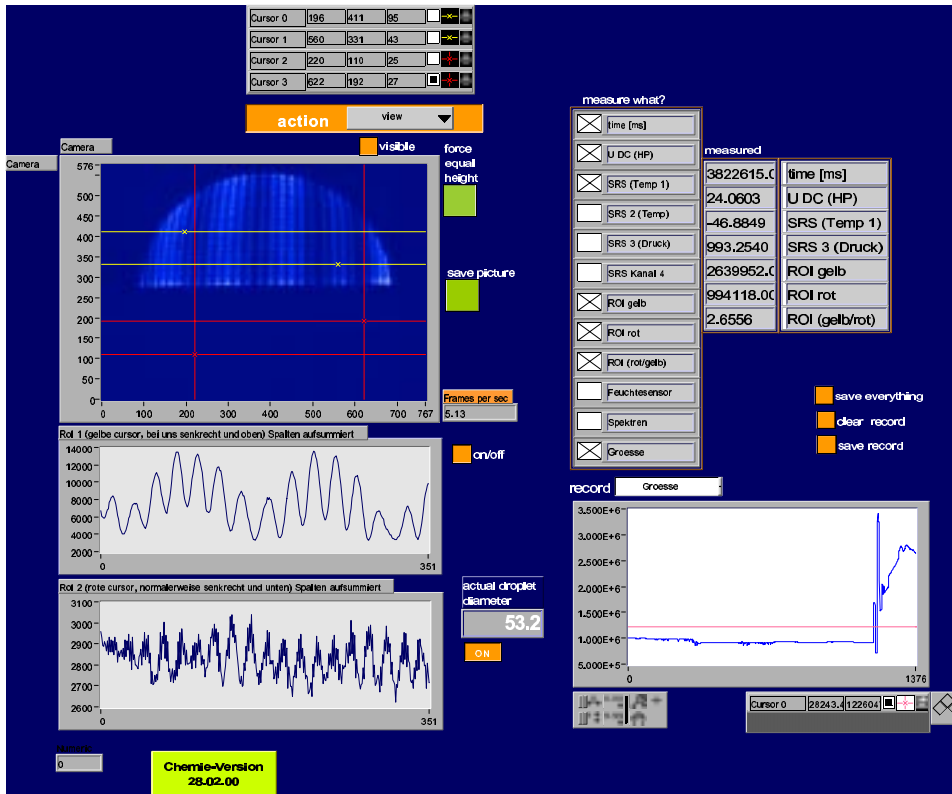 Cursor 0 196 411 95
Cursor 1 560 331 43
Cursor 2 220 110 25
Cursor 3 622 192 27
action view
visible
Camera
Camera
force
equal
height
save picture
576
500
450
400
350
300
250
200
150
100
50
0
0 100 200 300 400 500 600 700 767
Frames per sec
5.13
measure what?
time [ms]
U DC (HP)
SRS (Temp 1)
SRS 2 (Temp)
SRS 3 (Druck)
SRS Kanal 4
ROI gelb
ROI rot
ROI (rot/gelb)
Feuchtesensor
Spektren
Groesse
measured
3822615.0 time [ms]
24.0603 U DC (HP)
-46.8849 SRS (Temp 1)
993.2540 SRS 3 (Druck)
2639952.0 ROI gelb
994118.00 ROI rot
2.6556 ROI (gelb/rot)
save everything
clear record
save record
RoI 1 (gelbe cursor, bei uns senkrecht und oben) Spalten aufsummiert
on/off
14000
12000
10000
8000
6000
4000
2000
0 351
RoI 2 (rote cursor, normalerweise senkrecht und unten) Spalten aufsummiert
3100
3000
2900
2800
2700
2600
0 351
actual droplet
diameter
53.2
ON
record Groesse
3.500E+6
3.000E+6
2.500E+6
2.000E+6
1.500E+6
1.000E+6
5.000E+5
0 1376
Cursor 0 28243.4 122604
0
Chemie-Version
28.02.00